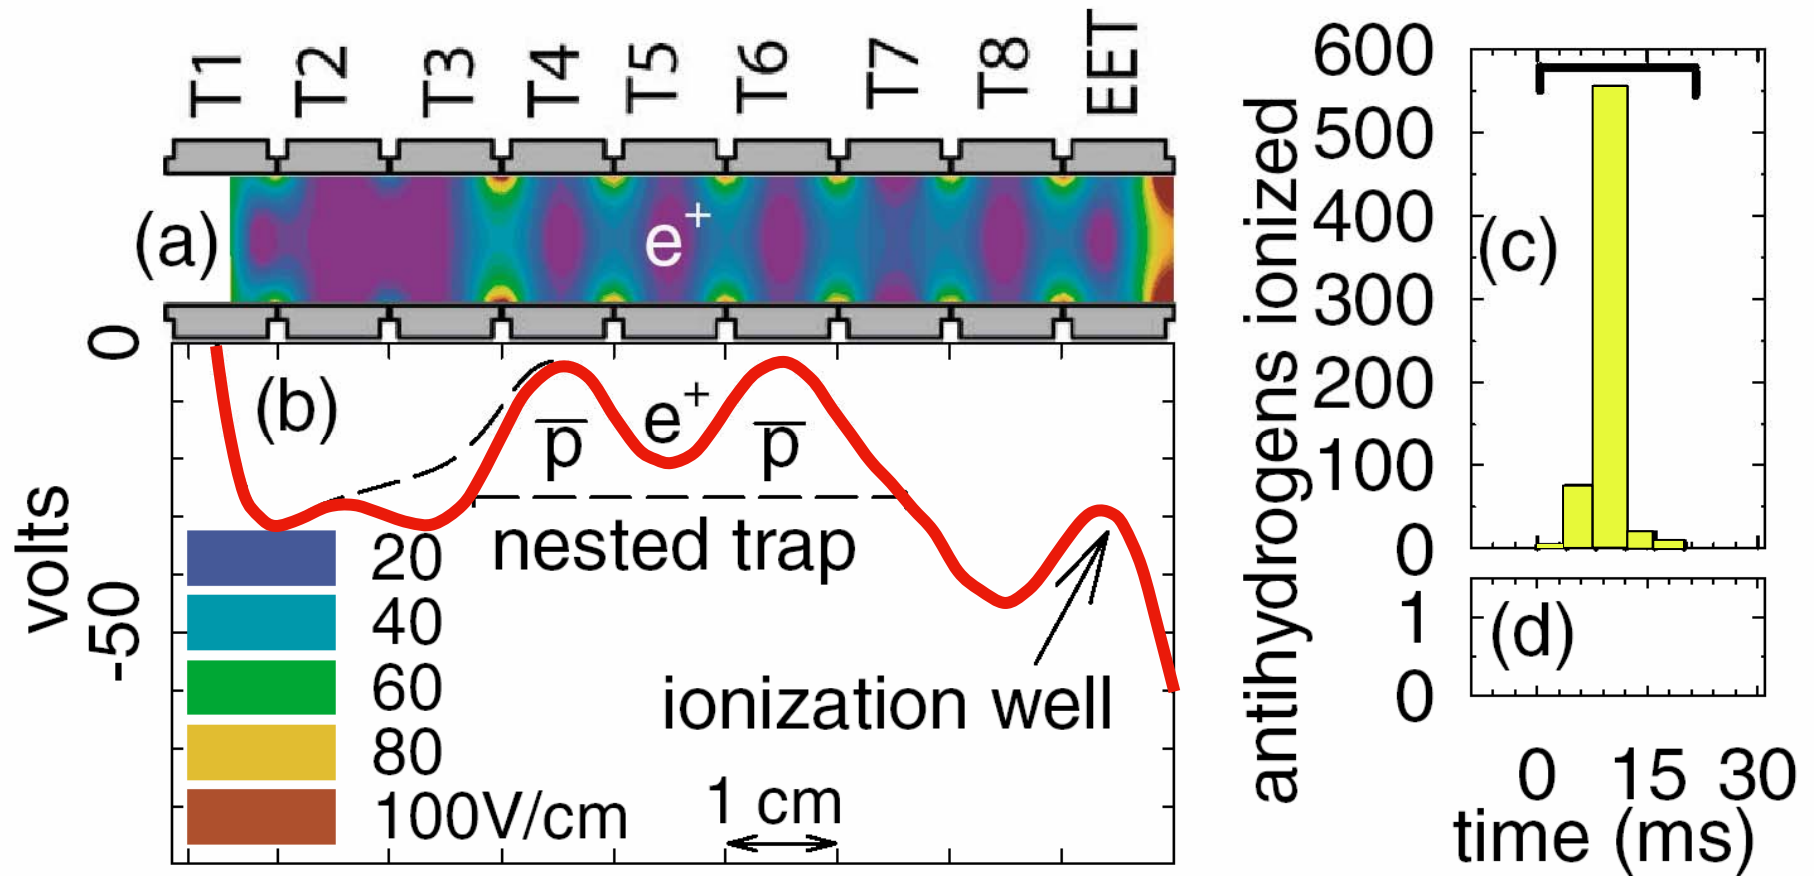 T1 T2 T3 T4 T5 T6 T7 T8 EET
(a)
e⁺
0
-50
volts
(b)
p̅
e⁺
p̅
nested trap
ionization well
20
40
60
80
100V/cm
1 cm
antihydrogens ionized
600
500
400
300
200
100
0
(c)
1
0
(d)
0 15 30
time (ms)